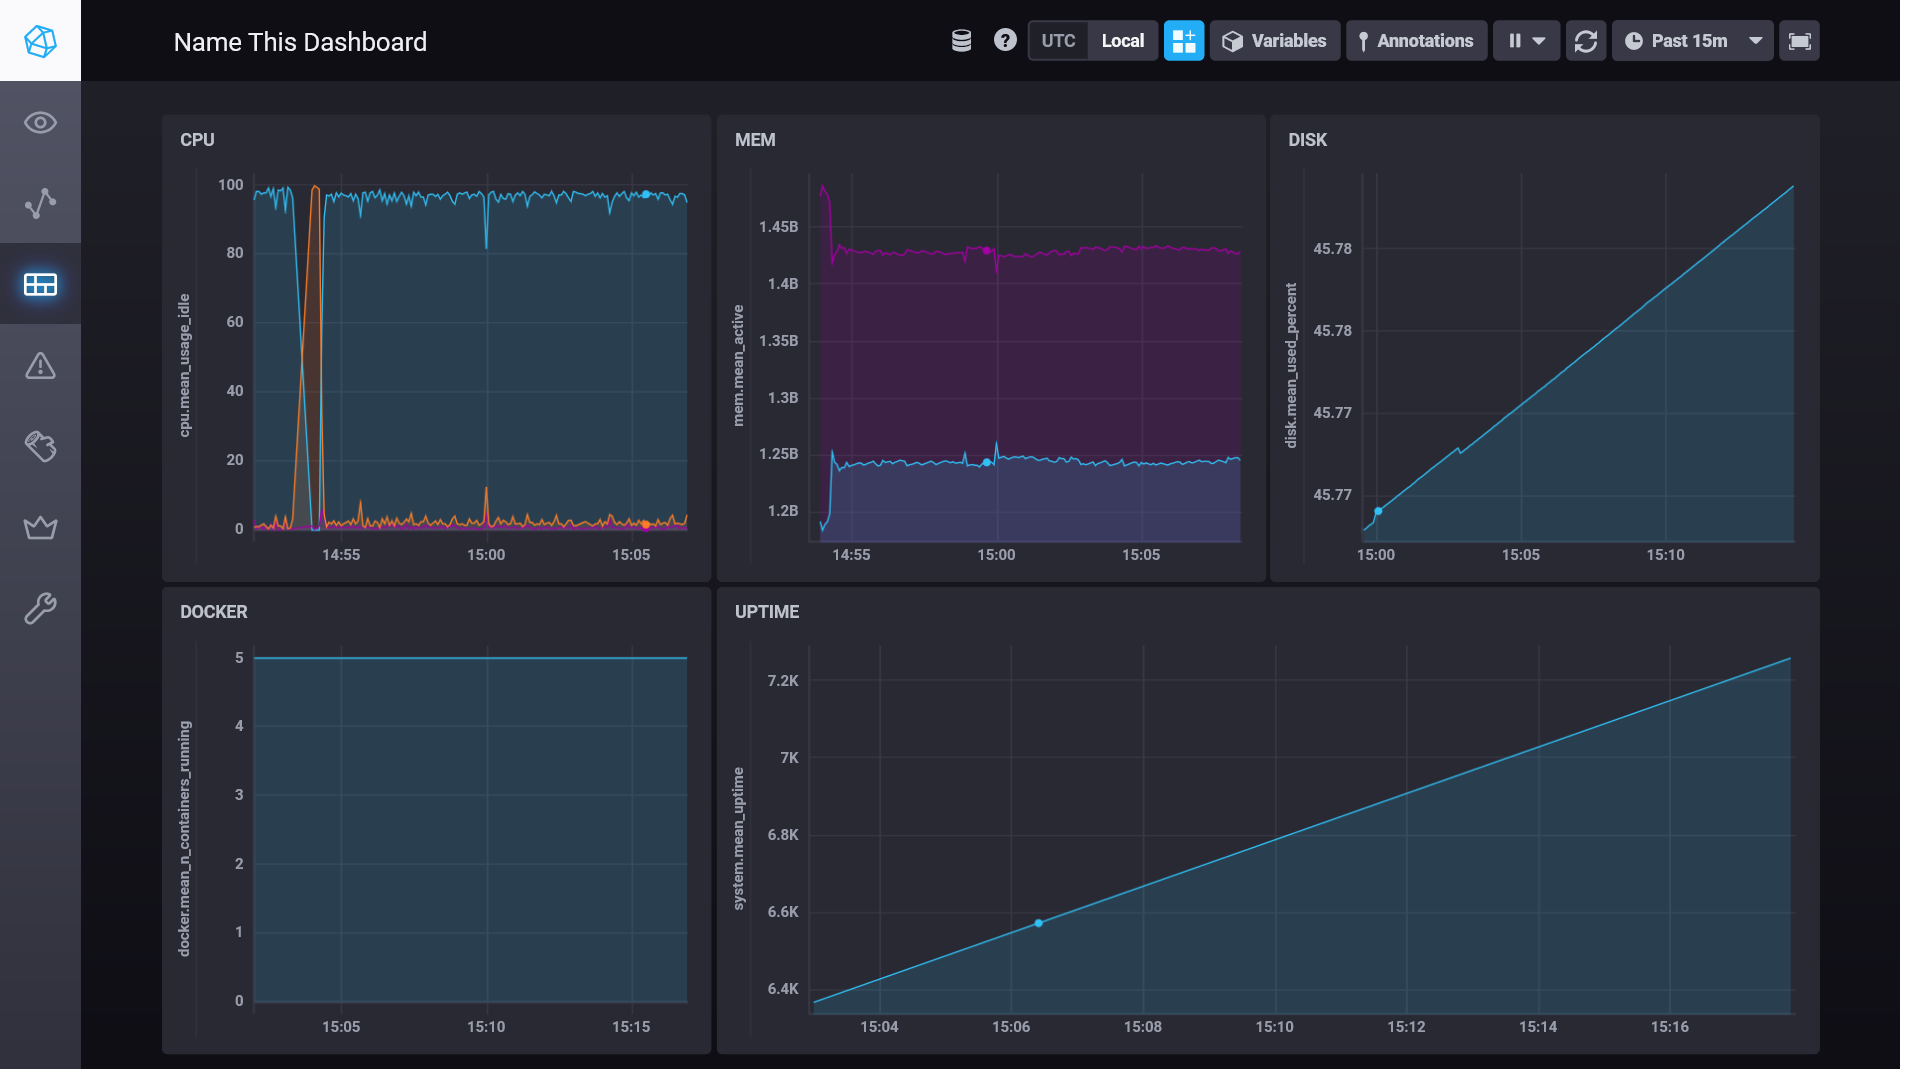 Name This Dashboard
UTC Local Variables Annotations Past 15m
CPU
cpu.mean_usage_idle
100
80
60
40
20
0
14:55 15:00 15:05
MEM
mem.mean_active
1.45B
1.4B
1.35B
1.3B
1.25B
1.2B
14:55 15:00 15:05
DISK
disk.mean_used_percent
45.78
45.78
45.77
45.77
15:00 15:05 15:10
DOCKER
docker.mean_n_containers_running
5
4
3
2
1
0
15:05 15:10 15:15
UPTIME
system.mean_uptime
7.2K
7K
6.8K
6.6K
6.4K
15:04 15:06 15:08 15:10 15:12 15:14 15:16